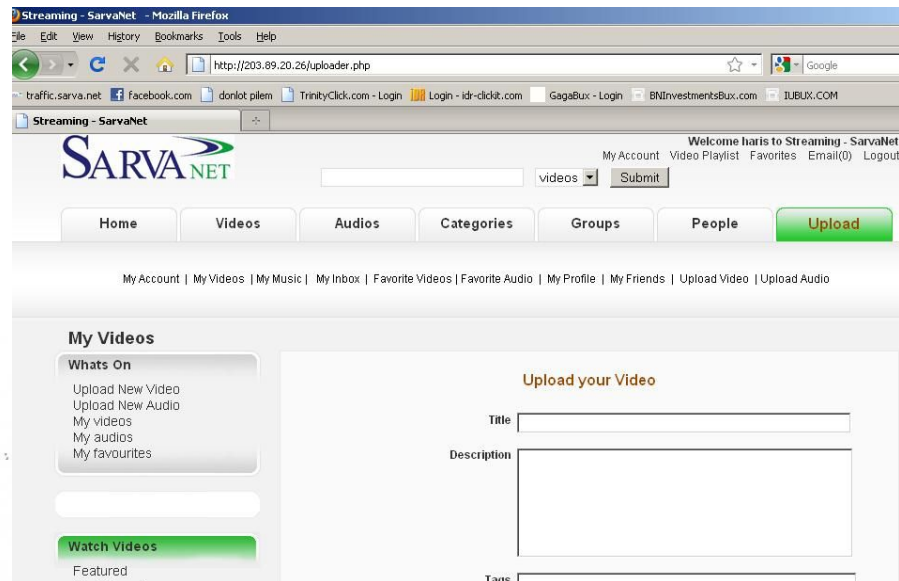 Streaming - SarvaNet - Mozilla Firefox
File Edit View History Bookmarks Tools Help
http://203.89.20.26/uploader.php
Google
traffic.sarva.net facebook.com donlot pilem TrinityClick.com - Login Login - idr-clickit.com GagaBux - Login BNIInvestmentsBux.com IUBUX.COM
Streaming - SarvaNet
SARVA NET
Welcome haris to Streaming - SarvaNet
My Account Video Playlist Favorites Email(0) Logout
videos Submit
Home Videos Audios Categories Groups People Upload
My Account | My Videos | My Music | My Inbox | Favorite Videos | Favorite Audio | My Profile | My Friends | Upload Video | Upload Audio
My Videos
Whats On
Upload New Video
Upload New Audio
My videos
My audios
My favourites
Upload your Video
Title
Description
Watch Videos
Featured
Tags